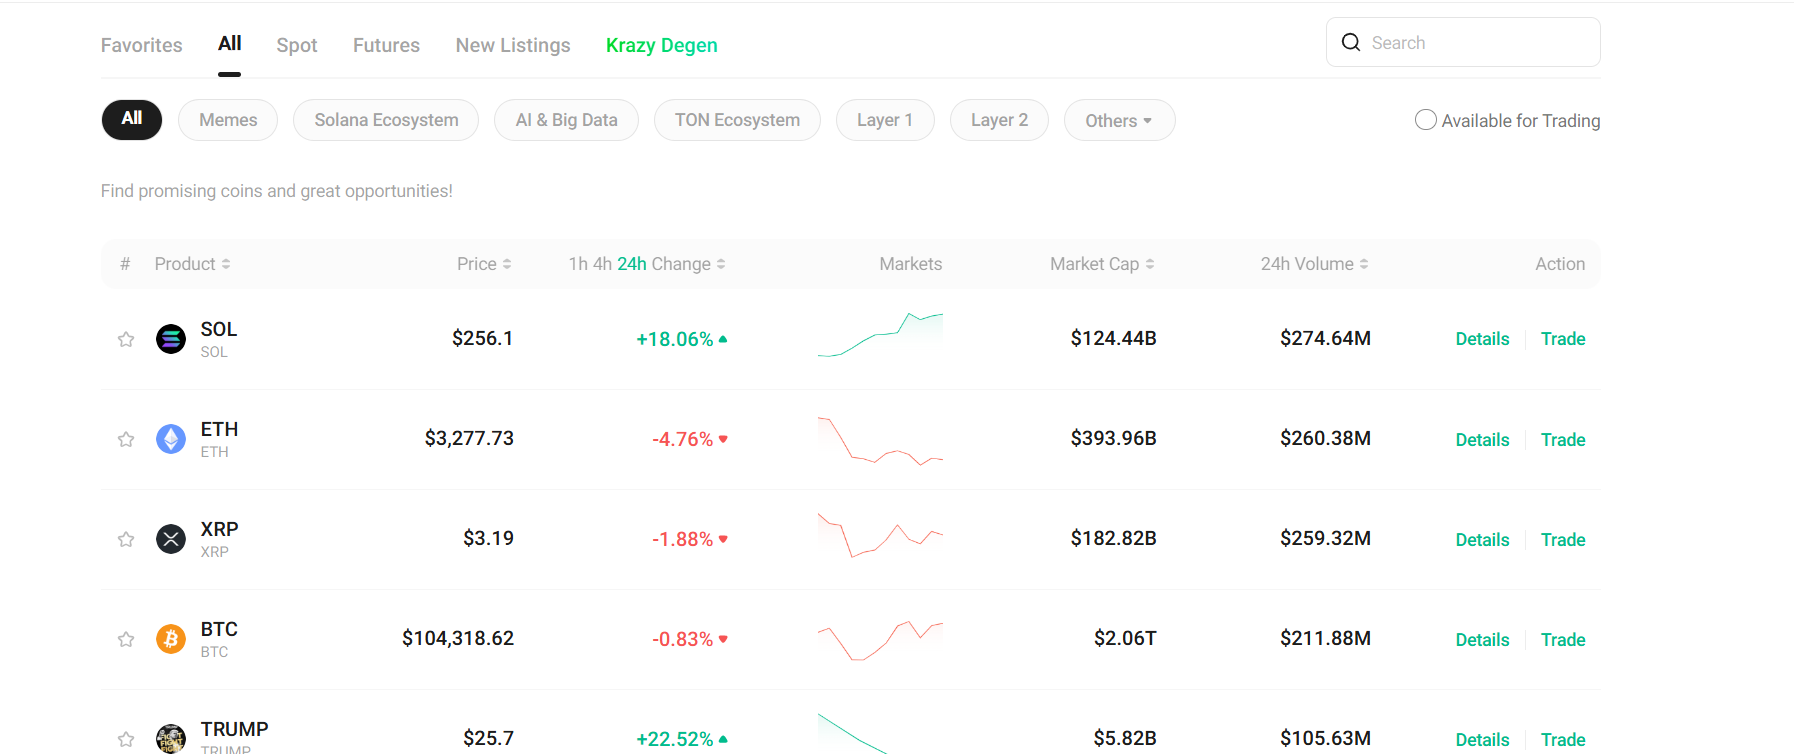 Favorites All Spot Futures New Listings Krazy Degen Search
All Memes Solana Ecosystem AI & Big Data TON Ecosystem Layer 1 Layer 2 Others Available for Trading
Find promising coins and great opportunities!
# Product Price 1h 4h 24h Change Markets Market Cap 24h Volume Action
SOL $256.1 +18.06% $124.44B $274.64M Details Trade
SOL
ETH $3,277.73 -4.76% $393.96B $260.38M Details Trade
ETH
XRP $3.19 -1.88% $182.82B $259.32M Details Trade
XRP
BTC $104,318.62 -0.83% $2.06T $211.88M Details Trade
BTC
TRUMP $25.7 +22.52% $5.82B $105.63M Details Trade
TRUMP